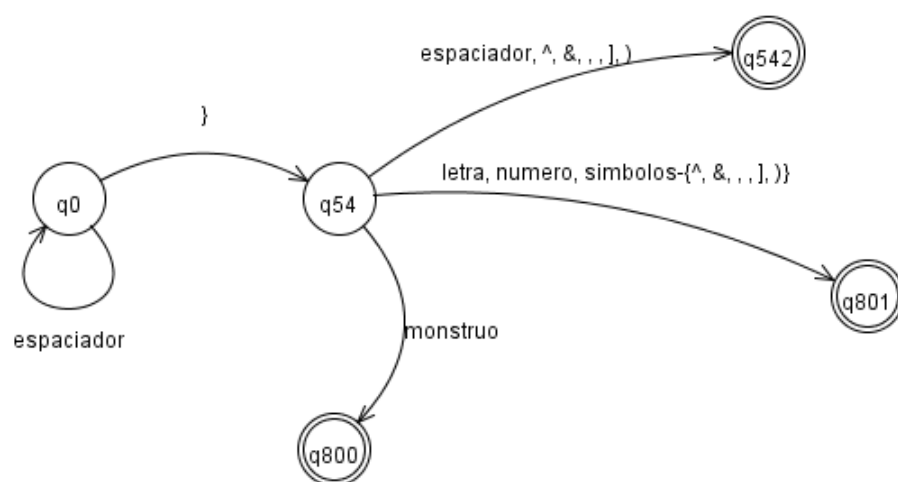 espaciador, ^, &, , , ], )
q542
}
letra, numero, simbolos-{^, &, , , ], )}
q0
q54
q801
espaciador
monstruo
q800